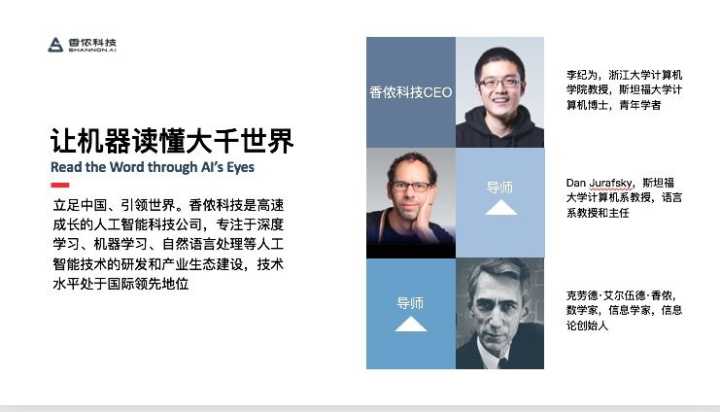 香侬科技
SHANNON.AI
让机器读懂大千世界
Read the Word through AI's Eyes
立足中国、引领世界。香侬科技是高速
成长的人工智能科技公司，专注于深度
学习、机器学习、自然语言处理等人工
智能技术的研发和产业生态建设，技术
水平处于国际领先地位
香侬科技CEO
李纪为，浙江大学计算机
学院教授，斯坦福大学计
算机博士，青年学者
导师
Dan Jurafsky，斯坦福
大学计算机系教授，语言
系教授和主任
导师
克劳德·艾尔伍德·香侬，
数学家，信息学家，信息
论创始人